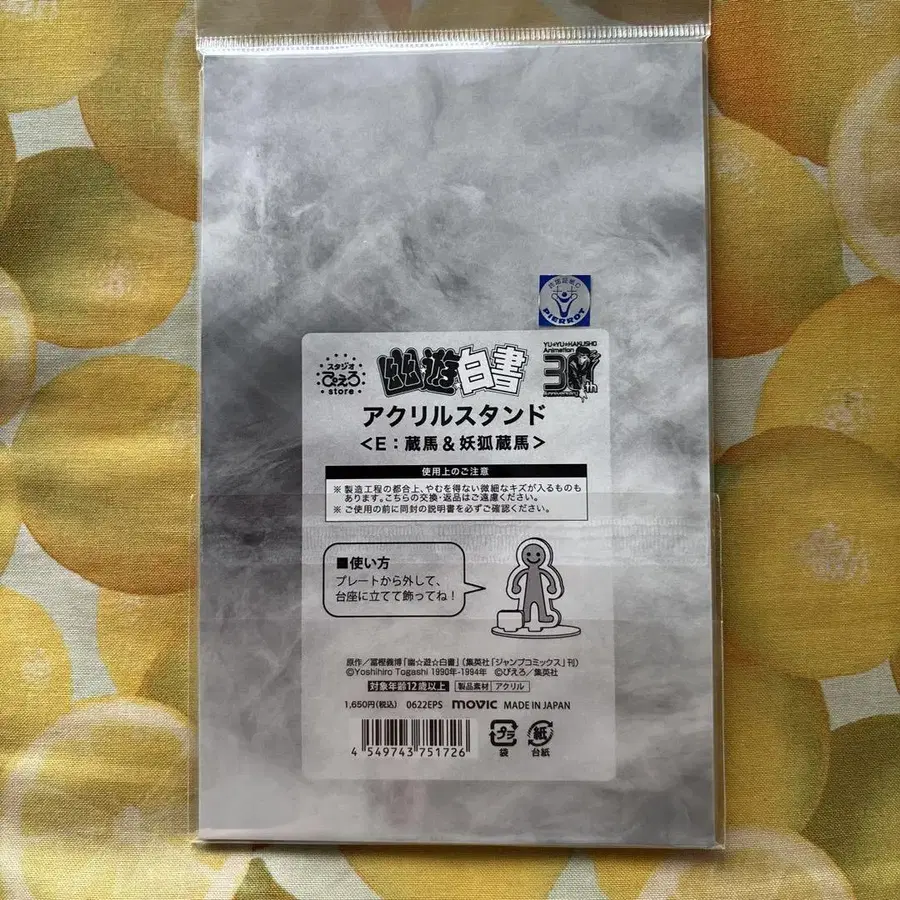 PIERROT
スタジオ
ぴえろ
store
幽遊白書
YU★YU★HAKUSHO
Animation
30th
Anniversary
アクリルスタンド
<E：蔵馬&妖狐蔵馬>
使用上のご注意
※製造工程の都合上、やむを得ない微細なキズが入るものも
あります。こちらの交換・返品はご遠慮ください。
※ご使用の前に同封の説明書を必ずご確認ください。
■使い方
プレートから外して、
台座に立てて飾ってね！
原作／冨樫義博「幽☆遊☆白書」（集英社「ジャンプコミックス」刊）
©Yoshihiro Togashi 1990年-1994年 ©ぴえろ／集英社
対象年齢12歳以上 製品素材 アクリル
1,650円(税込) 0622EPS movic MADE IN JAPAN
4 549743 751726
プラ
袋
紙
台紙